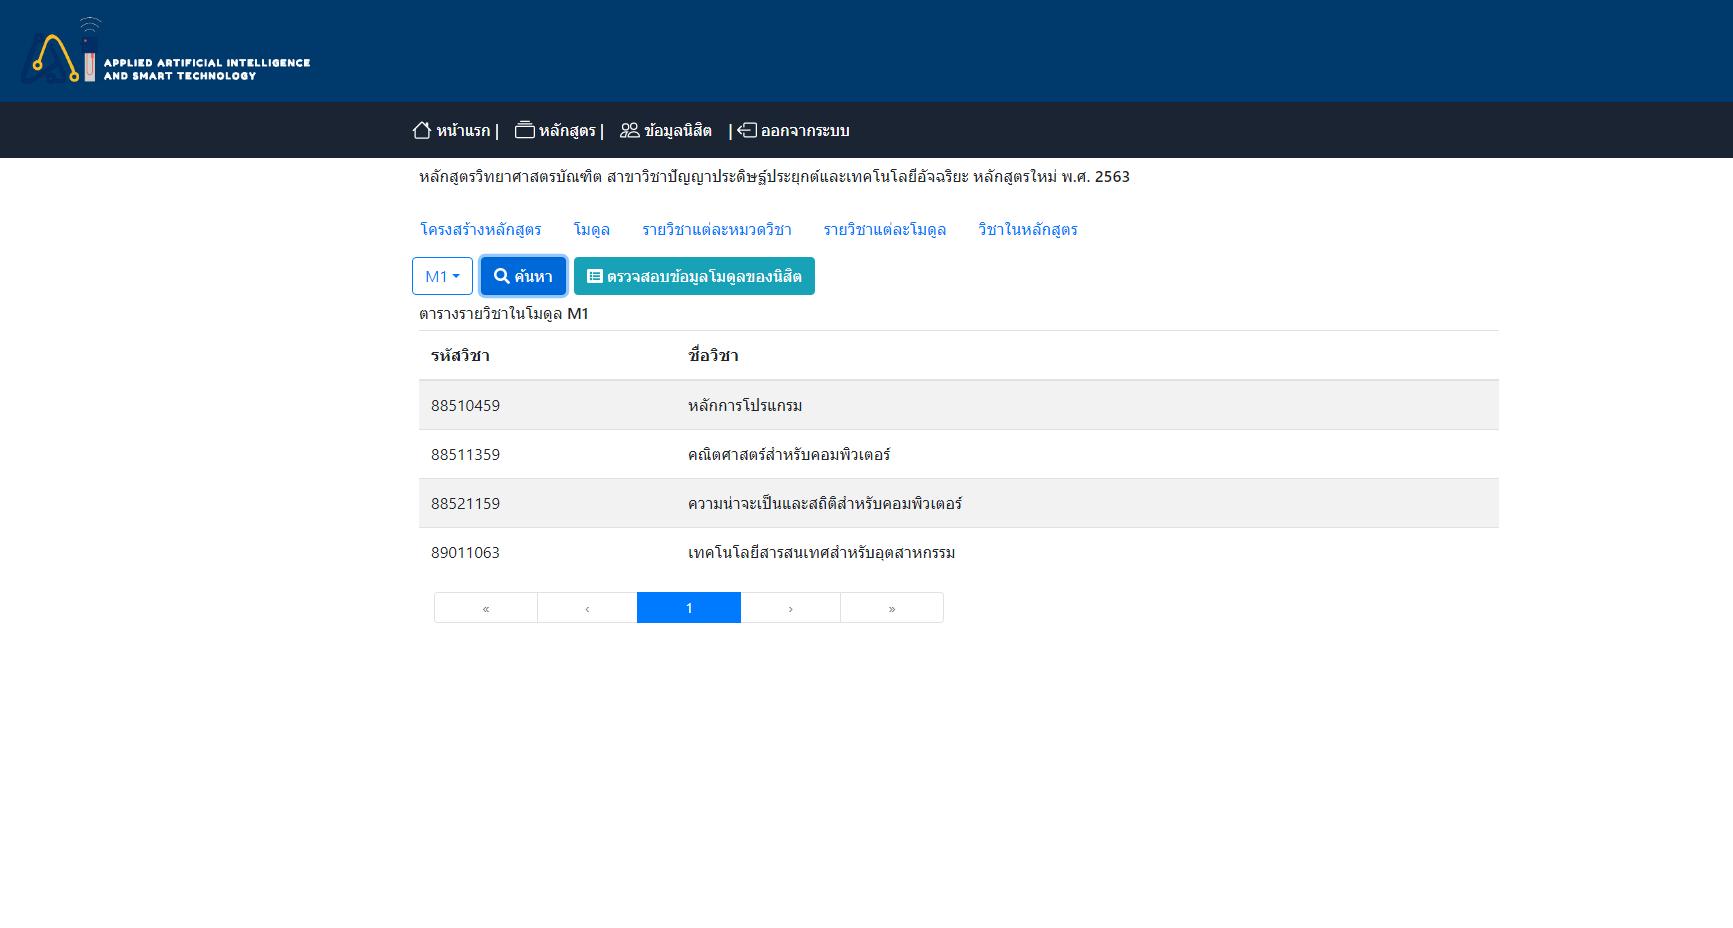 APPLIED ARTIFICIAL INTELLIGENCE
AND SMART TECHNOLOGY
หน้าแรก | หลักสูตร | ข้อมูลนิสิต | ออกจากระบบ
หลักสูตรวิทยาศาสตรบัณฑิต สาขาวิชาปัญญาประดิษฐ์ประยุกต์และเทคโนโลยีอัจฉริยะ หลักสูตรใหม่ พ.ศ. 2563
โครงสร้างหลักสูตร โมดูล รายวิชาแต่ละหมวดวิชา รายวิชาแต่ละโมดูล วิชาในหลักสูตร
M1 ค้นหา ตรวจสอบข้อมูลโมดูลของนิสิต
ตารางรายวิชาในโมดูล M1
รหัสวิชา ชื่อวิชา
88510459 หลักการโปรแกรม
88511359 คณิตศาสตร์สำหรับคอมพิวเตอร์
88521159 ความน่าจะเป็นและสถิติสำหรับคอมพิวเตอร์
89011063 เทคโนโลยีสารสนเทศสำหรับอุตสาหกรรม
« ‹ 1 › »